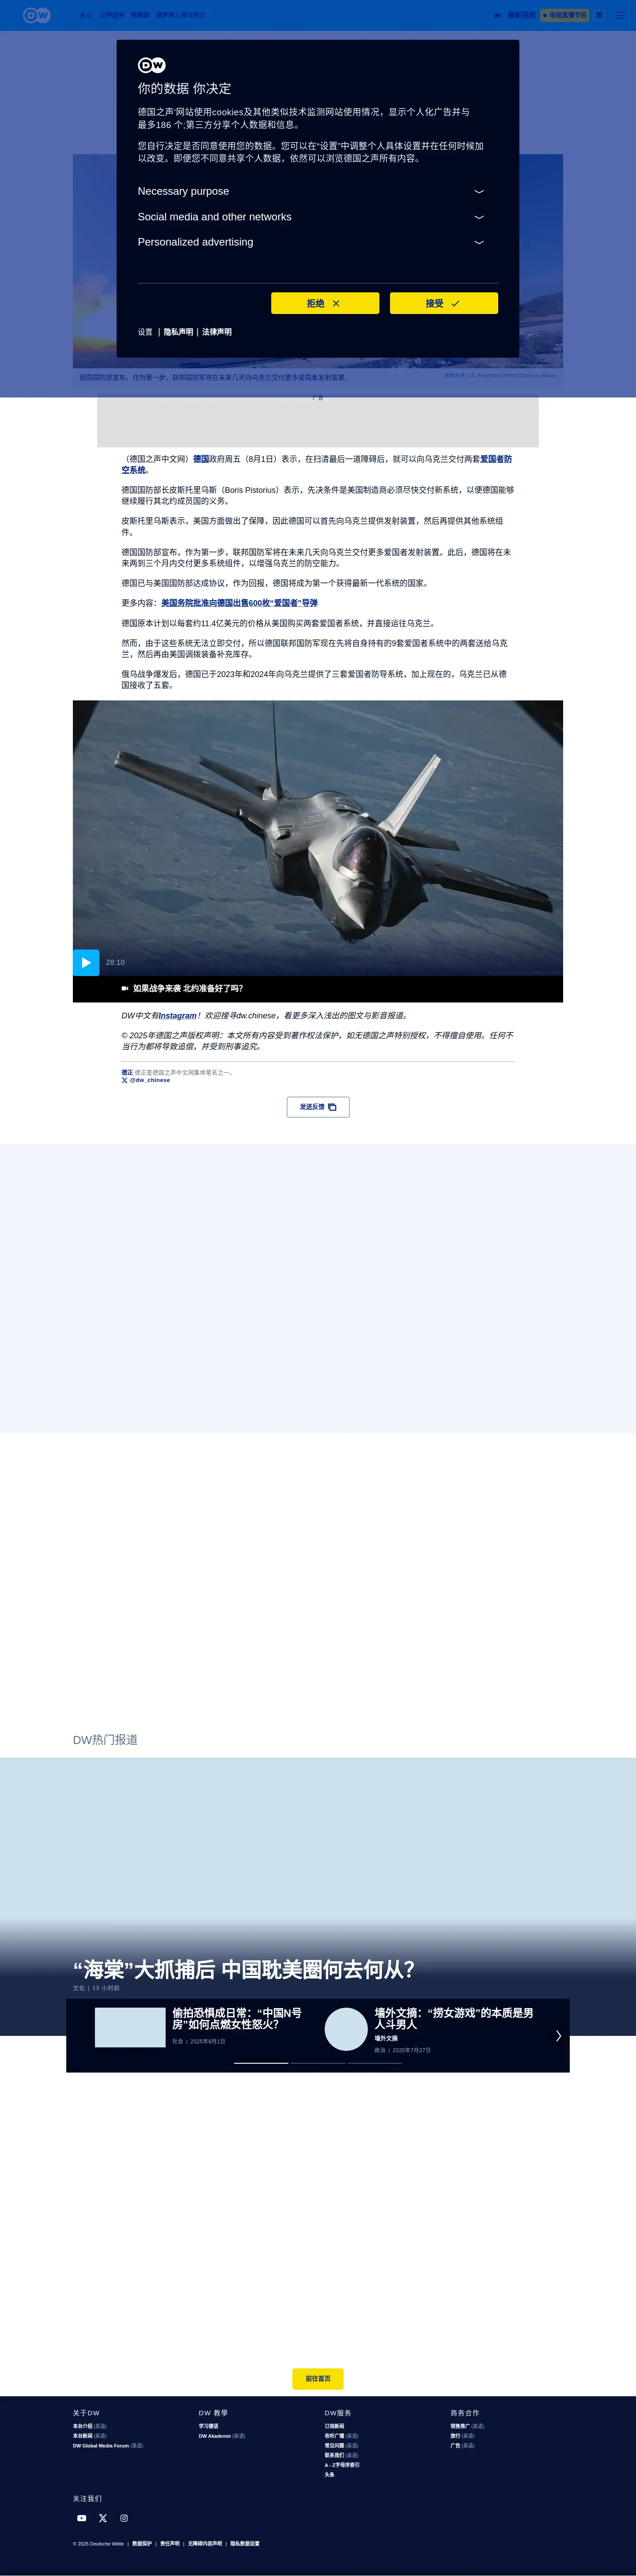 DW
热点
以伊战争
特朗普
俄罗斯入侵乌克兰
最新视频
电视直播节目
DW
你的数据 你决定
德国之声‘网站使用cookies及其他类似技术监测网站使用情况，显示个人化广告并与
最多186 个;第三方分享个人数据和信息。
您自行决定是否同意使用您的数据。您可以在“设置”中调整个人具体设置并在任何时候加
以改变。即便您不同意共享个人数据，依然可以浏览德国之声所有内容。
Necessary purpose
Social media and other networks
Personalized advertising
拒绝
接受
设置 | 隐私声明 | 法律声明
德国国防部宣布，作为第一步，联邦国防军将在未来几天向乌克兰交付更多爱国者发射装置。
广告
（德国之声中文网）德国政府周五（8月1日）表示，在扫清最后一道障碍后，就可以向乌克兰交付两套爱国者防
空系统。
德国国防部长皮斯托里乌斯（Boris Pistorius）表示，先决条件是美国制造商必须尽快交付新系统，以便德国能够
继续履行其北约成员国的义务。
皮斯托里乌斯表示，美国方面做出了保障，因此德国可以首先向乌克兰提供发射装置，然后再提供其他系统组
件。
德国国防部宣布，作为第一步，联邦国防军将在未来几天向乌克兰交付更多爱国者发射装置。此后，德国将在未
来两到三个月内交付更多系统组件，以增强乌克兰的防空能力。
德国已与美国国防部达成协议，作为回报，德国将成为第一个获得最新一代系统的国家。
更多内容：美国务院批准向德国出售600枚“爱国者”导弹
德国原本计划以每套约11.4亿美元的价格从美国购买两套爱国者系统，并直接运往乌克兰。
然而，由于这些系统无法立即交付，所以德国联邦国防军现在先将自身持有的9套爱国者系统中的两套送给乌克
兰，然后再由美国调拨装备补充库存。
俄乌战争爆发后，德国已于2023年和2024年向乌克兰提供了三套爱国者防导系统，加上现在的，乌克兰已从德
国接收了五套。
28:10
如果战争来袭 北约准备好了吗？
DW中文有Instagram！欢迎搜寻dw.chinese，看更多深入浅出的图文与影音报道。
© 2025年德国之声版权声明：本文所有内容受到著作权法保护，如无德国之声特别授权，不得擅自使用。任何不
当行为都将导致追偿，并受到刑事追究。
德正 德正是德国之声中文网集体笔名之一。
@dw_chinese
发送反馈
DW热门报道
“海棠”大抓捕后 中国耽美圈何去何从？
文化 | 13 小时前
偷拍恐惧成日常：“中国N号
房”如何点燃女性怒火？
社会 | 2025年8月1日
墙外文摘：“捞女游戏”的本质是男
人斗男人
墙外文摘
政治 | 2025年7月27日
前往首页
关于DW
本台介绍 (英语)
本台新闻 (英语)
DW Global Media Forum (英语)
DW 教學
学习德语
DW Akademie (英语)
DW服务
订阅新闻
收听广播 (英语)
常见问题 (英语)
联系我们 (英语)
A - Z字母序索引
头条
商务合作
销售推广 (英语)
旅行 (英语)
广告 (英语)
关注我们
© 2025 Deutsche Welle | 数据保护 | 责任声明 | 无障碍内容声明 | 隐私数据设置